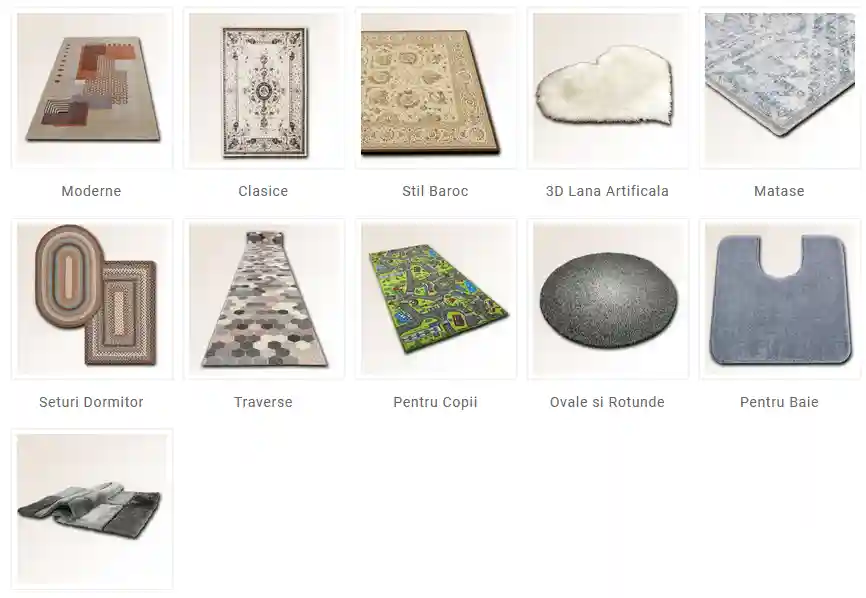 Moderne
Clasice
Stil Baroc
3D Lana Artificala
Matase
Seturi Dormitor
Traverse
Pentru Copii
Ovale si Rotunde
Pentru Baie